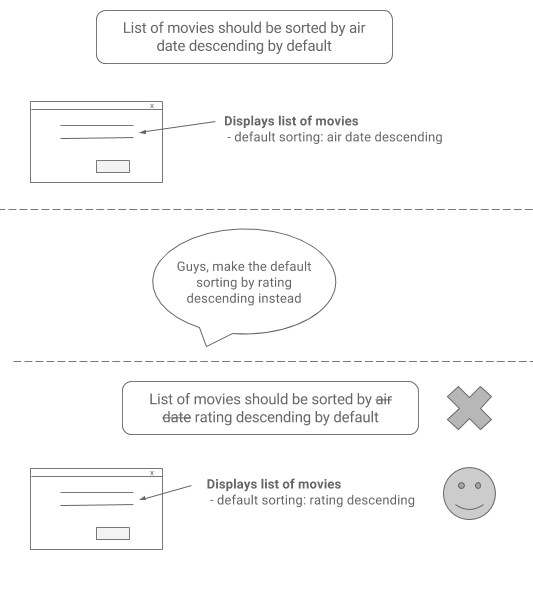 List of movies should be sorted by air
date descending by default
x
Displays list of movies
- default sorting: air date descending
Guys, make the default
sorting by rating
descending instead
List of movies should be sorted by air
date rating descending by default
x
Displays list of movies
- default sorting: rating descending